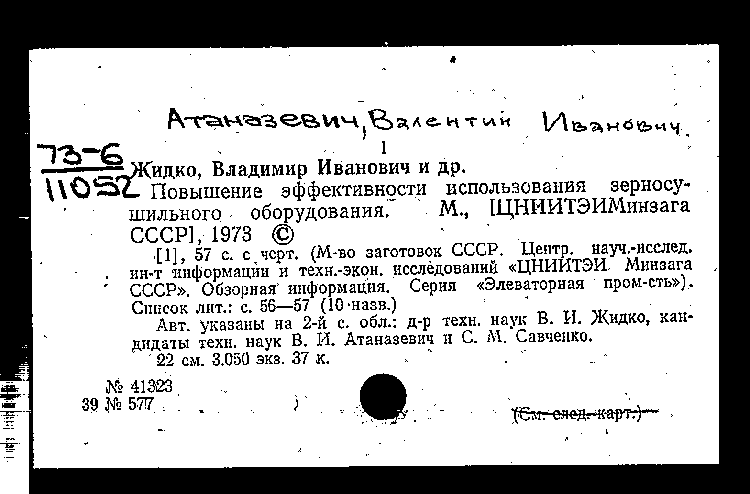 Атаназевич, Валентин Иванович
1
73-6
11052
Жидко, Владимир Иванович и др.
Повышение эффективности использования зерносу-
шильного оборудования. М., [ЦНИИТЭИМинзага
СССР], 1973 ©
[1], 57 с. с черт. (М-во заготовок СССР. Центр. науч.-исслед.
ин-т информации и техн.-экон. исследований «ЦНИИТЭИ Минзага
СССР». Обзорная информация. Серия «Элеваторная пром-сть»).
Список лит.: с. 56—57 (10 назв.)
Авт. указаны на 2-й с. обл.: д-р техн. наук В. И. Жидко, кан-
дидаты техн. наук В. И. Атаназевич и С. М. Савченко.
22 см. 3.050 экз. 37 к.
№ 41323
39 № 577
(См. след. карт.)